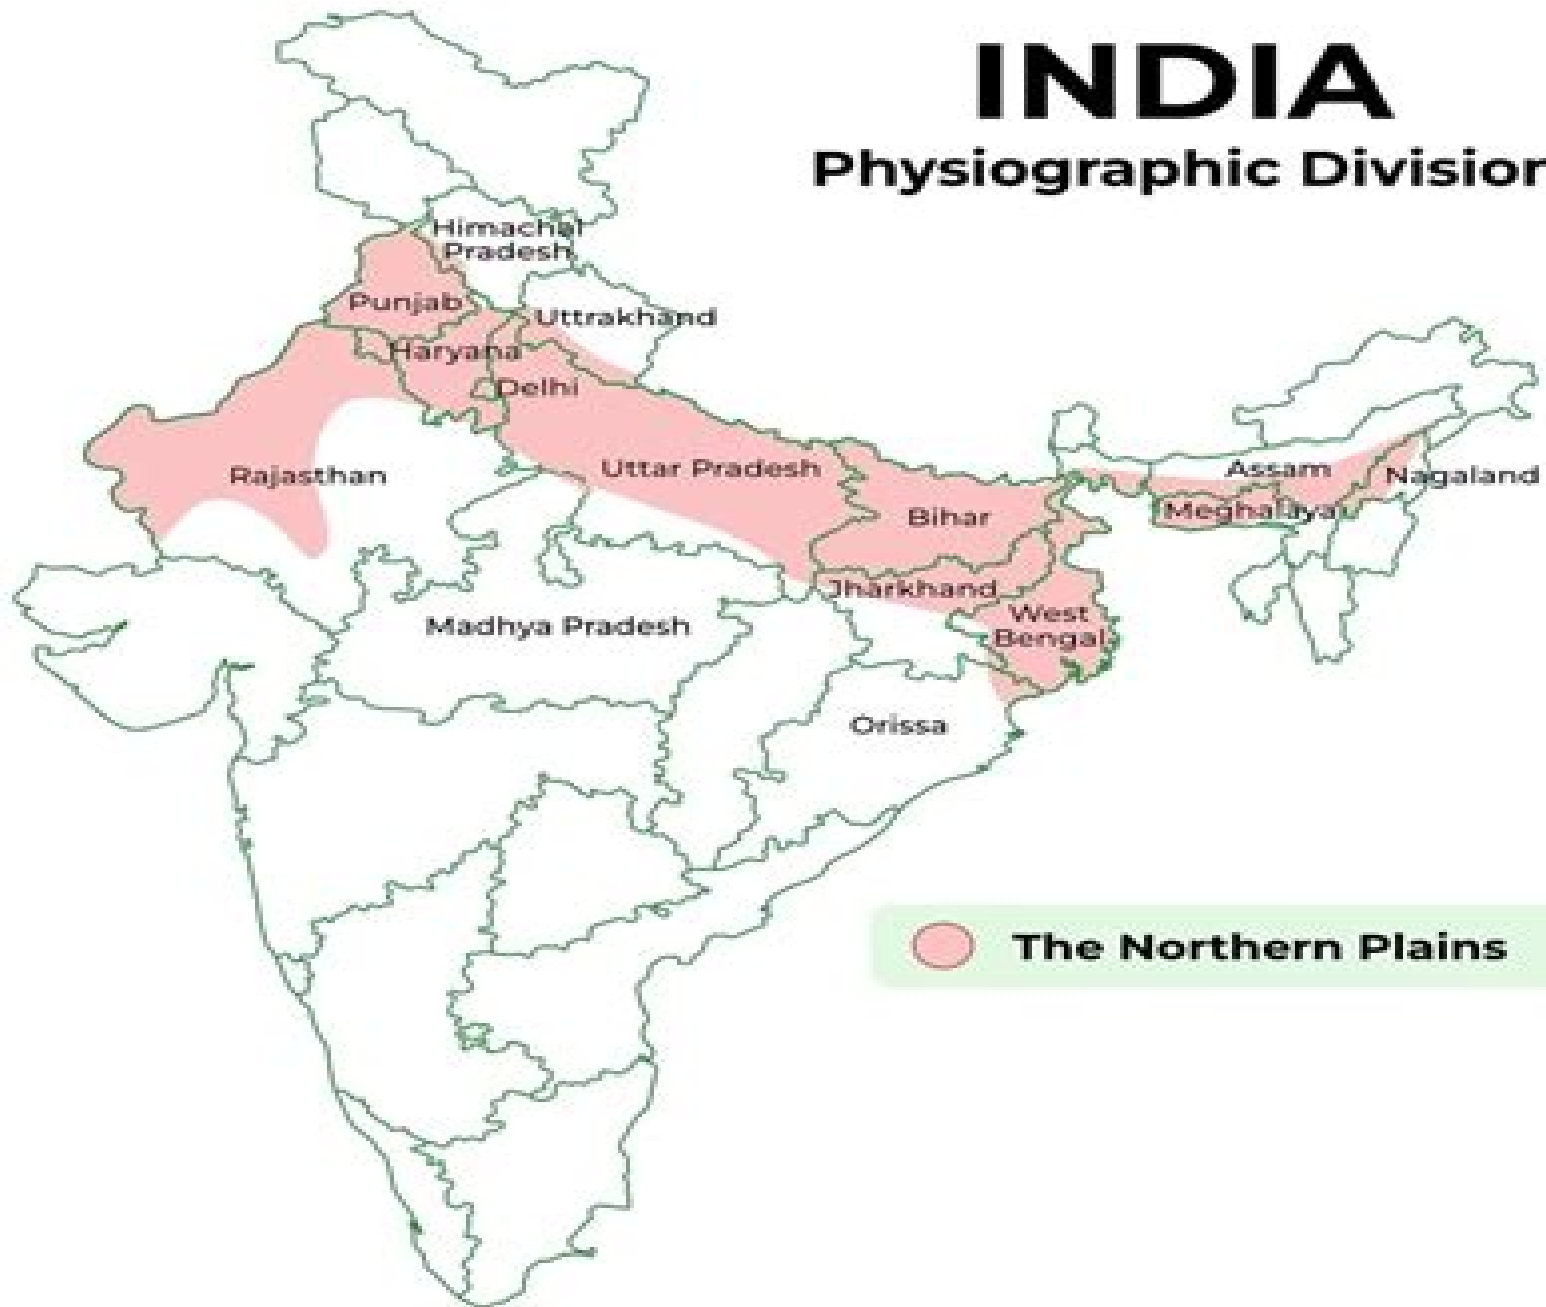 INDIA
Physiographic Division
Himachal
Pradesh
Punjab
Uttrakhand
Haryana
Delhi
Rajasthan
Uttar Pradesh
Assam
Nagaland
Bihar
Meghalaya
Jharkhand
West
Bengal
Madhya Pradesh
Orissa
The Northern Plains